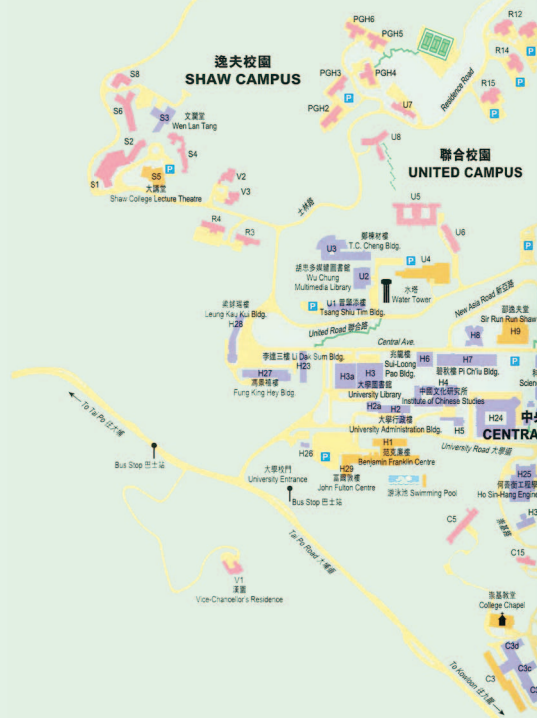 PGH6
PGH5
R12
逸夫校園
SHAW CAMPUS
R14
S8
PGH3
PGH4
Residence Road
R15
P
S6
S3
文瀾堂
Wen Lan Tang
PGH2
U7
P
S2
U8
S4
聯合校園
UNITED CAMPUS
P
S5
V2
S1
大講堂
Shaw College Lecture Theatre
V3
U5
士林路
R4
R3
鄭棟材樓
T.C. Cheng Bldg.
U6
U3
P
U4
胡忠多媒體圖書館
Wu Chung
Multimedia Library
U2
水塔
Water Tower
New Asia Road 新亞路
梁銶琚樓
Leung Kau Kui Bldg.
H28
P
U1
Tsang Shiu Tim Bldg.
邵逸夫堂
Sir Run Run Shaw
H9
United Road 聯合路
H8
Central Ave.
李達三樓 Li Dak Sum Bldg.
H23
兆龍樓
Sui-Loong
Pao Bldg.
H6
H7
碧秋樓 Pi Ch'iu Bldg.
P
H27
馮景禧樓
Fung King Hey Bldg.
H3a
H3
大學圖書館
University Library
H4
中國文化研究所
Institute of Chinese Studies
Scien
H2a
H2
大學行政樓
University Administration Bldg.
H5
H24
中央
CENTRA
To Tai Po 往大埔
H1
范克廉樓
Benjamin Franklin Centre
University Road 大學道
H26
P
Bus Stop 巴士站
大學校門
University Entrance
H29
富爾敦樓
John Fulton Centre
H25
游泳池 Swimming Pool
何善衡工程學
Ho Sin-Hang Engine
Bus Stop 巴士站
H3
C5
崇基路
Tai Po Road 大埔道
C15
V1
漢園
Vice-Chancellor's Residence
崇基教堂
College Chapel
To Kowloon 往九龍
C3d
C3c
C3